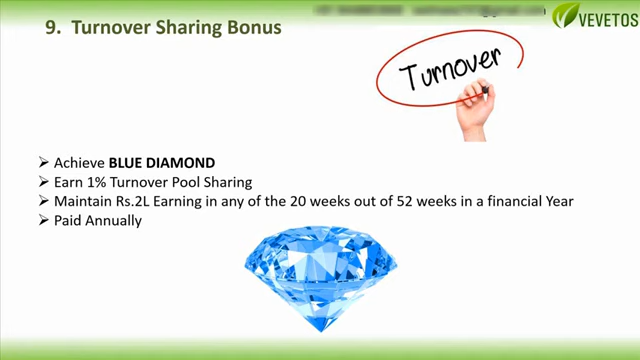 9. Turnover Sharing Bonus
VEVETOS
Turnover
➢ Achieve BLUE DIAMOND
➢ Earn 1% Turnover Pool Sharing
➢ Maintain Rs.2L Earning in any of the 20 weeks out of 52 weeks in a financial Year
➢ Paid Annually